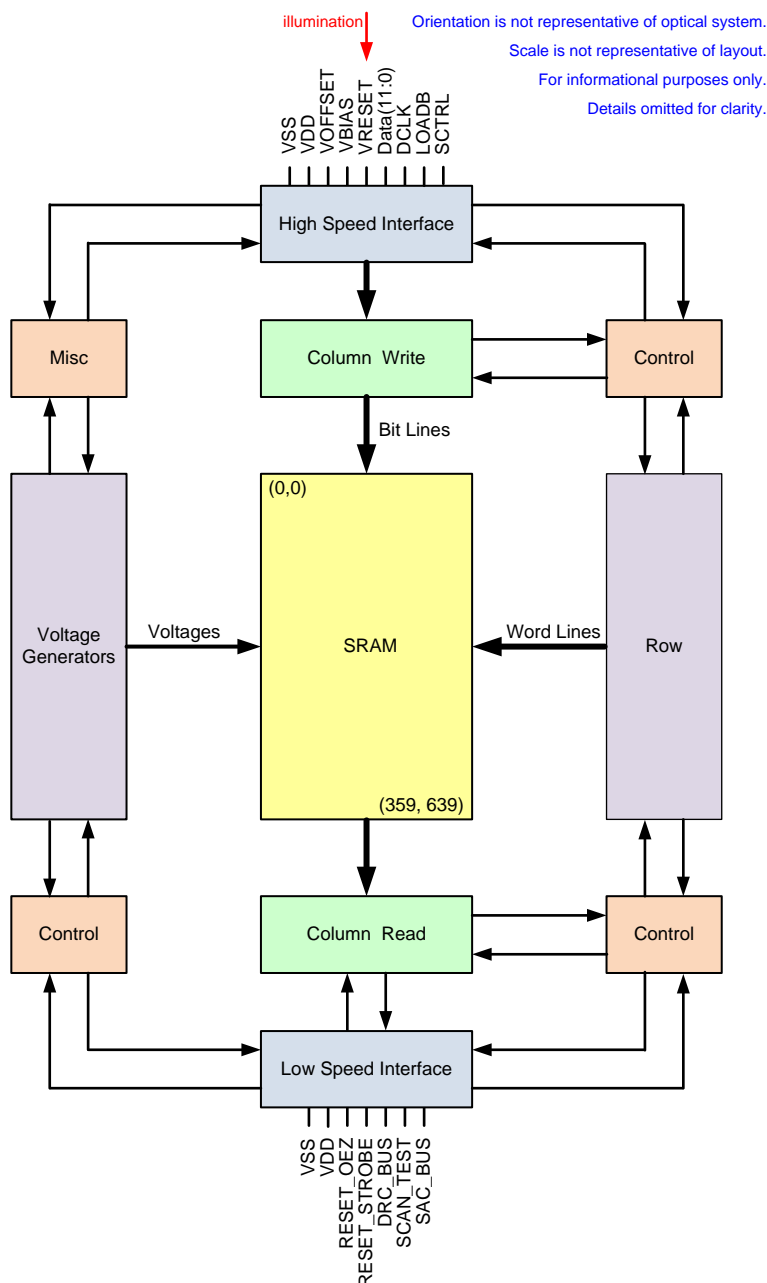 illumination
Orientation is not representative of optical system.
Scale is not representative of layout.
For informational purposes only.
Details omitted for clarity.
VSS
VDD
VOFFSET
VBIAS
VRESET
Data(11:0)
DCLK
LOADB
SCTRL
High Speed Interface
Misc
Column Write
Control
Bit Lines
(0,0)
Voltage
Generators
Voltages
SRAM
Word Lines
Row
(359, 639)
Control
Column Read
Control
Low Speed Interface
VSS
VDD
RESET_OEZ
RESET_STROBE
DRC_BUS
SCAN_TEST
SAC_BUS